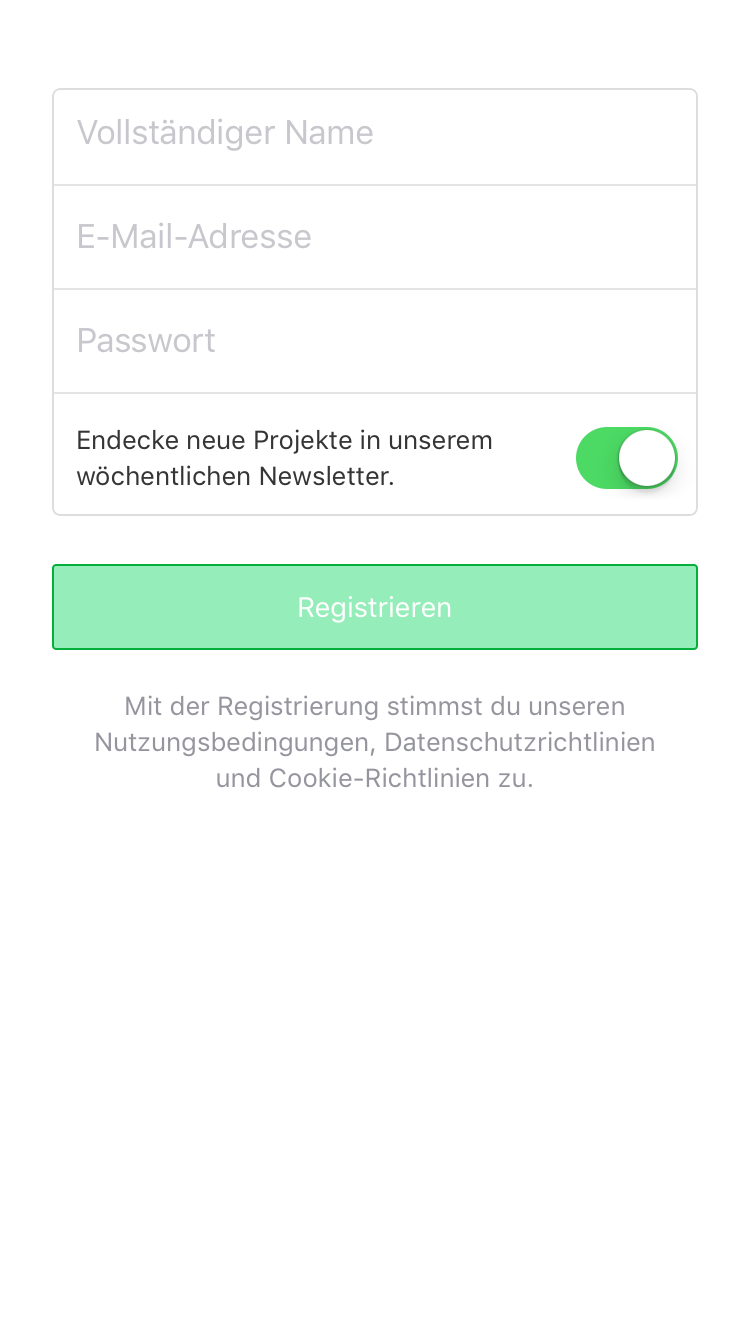 Vollständiger Name
E-Mail-Adresse
Passwort
Endecke neue Projekte in unserem
wöchentlichen Newsletter.
Registrieren
Mit der Registrierung stimmst du unseren
Nutzungsbedingungen, Datenschutzrichtlinien
und Cookie-Richtlinien zu.